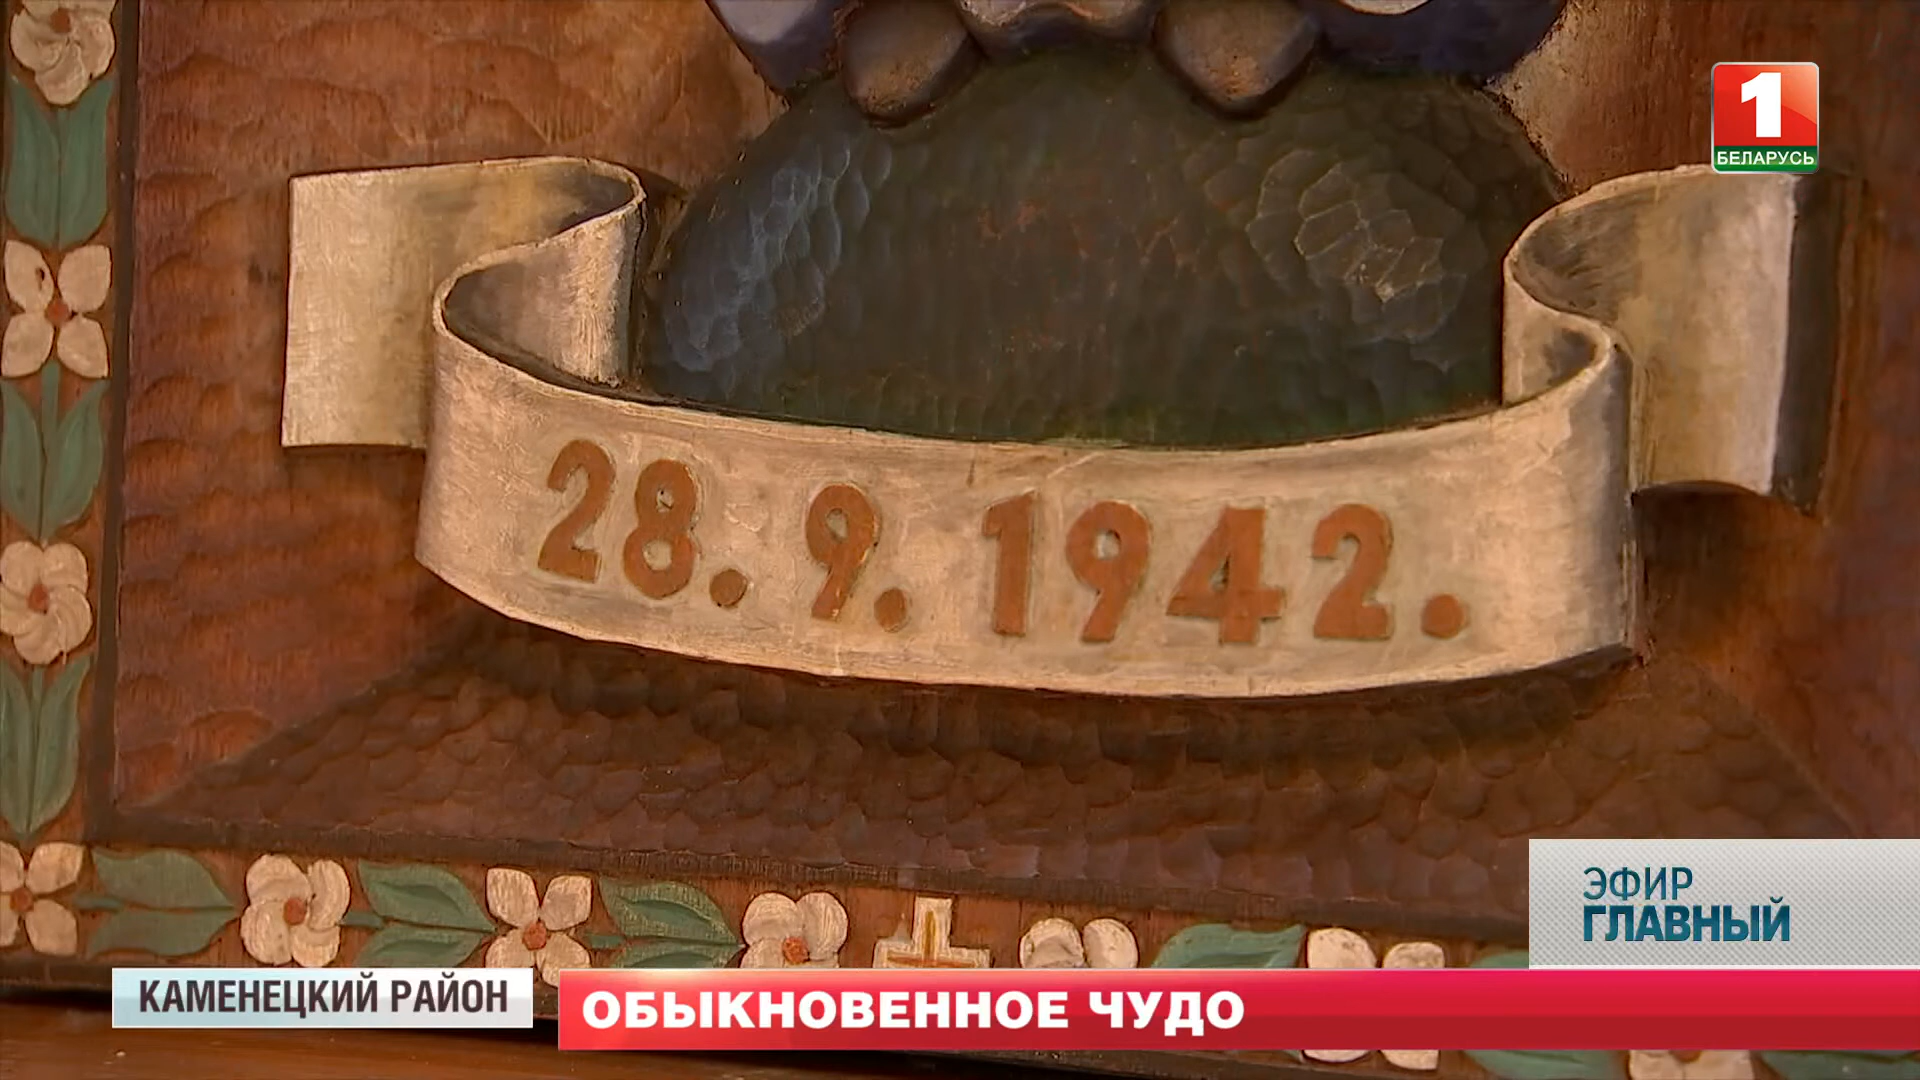 1
БЕЛАРУСЬ
28. 9. 1942.
ЭФИР
ГЛАВНЫЙ
КАМЕНЕЦКИЙ РАЙОН
ОБЫКНОВЕННОЕ ЧУДО